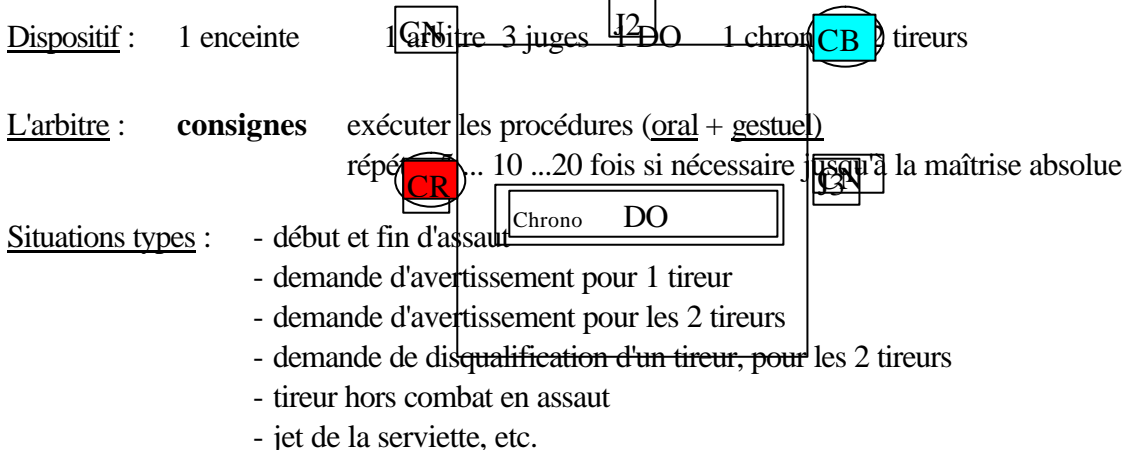 CN J2
Dispositif : 1 enceinte 1 arbitre 3 juges 1 DO 1 chrono 2 tireurs
CB
L'arbitre : consignes exécuter les procédures (oral + gestuel)
répéter 5 ... 10 ...20 fois si nécessaire jusqu'à la maîtrise absolue
CR J3 CN
Chrono DO
Situations types : - début et fin d'assaut
- demande d'avertissement pour 1 tireur
- demande d'avertissement pour les 2 tireurs
- demande de disqualification d'un tireur, pour les 2 tireurs
- tireur hors combat en assaut
- jet de la serviette, etc.